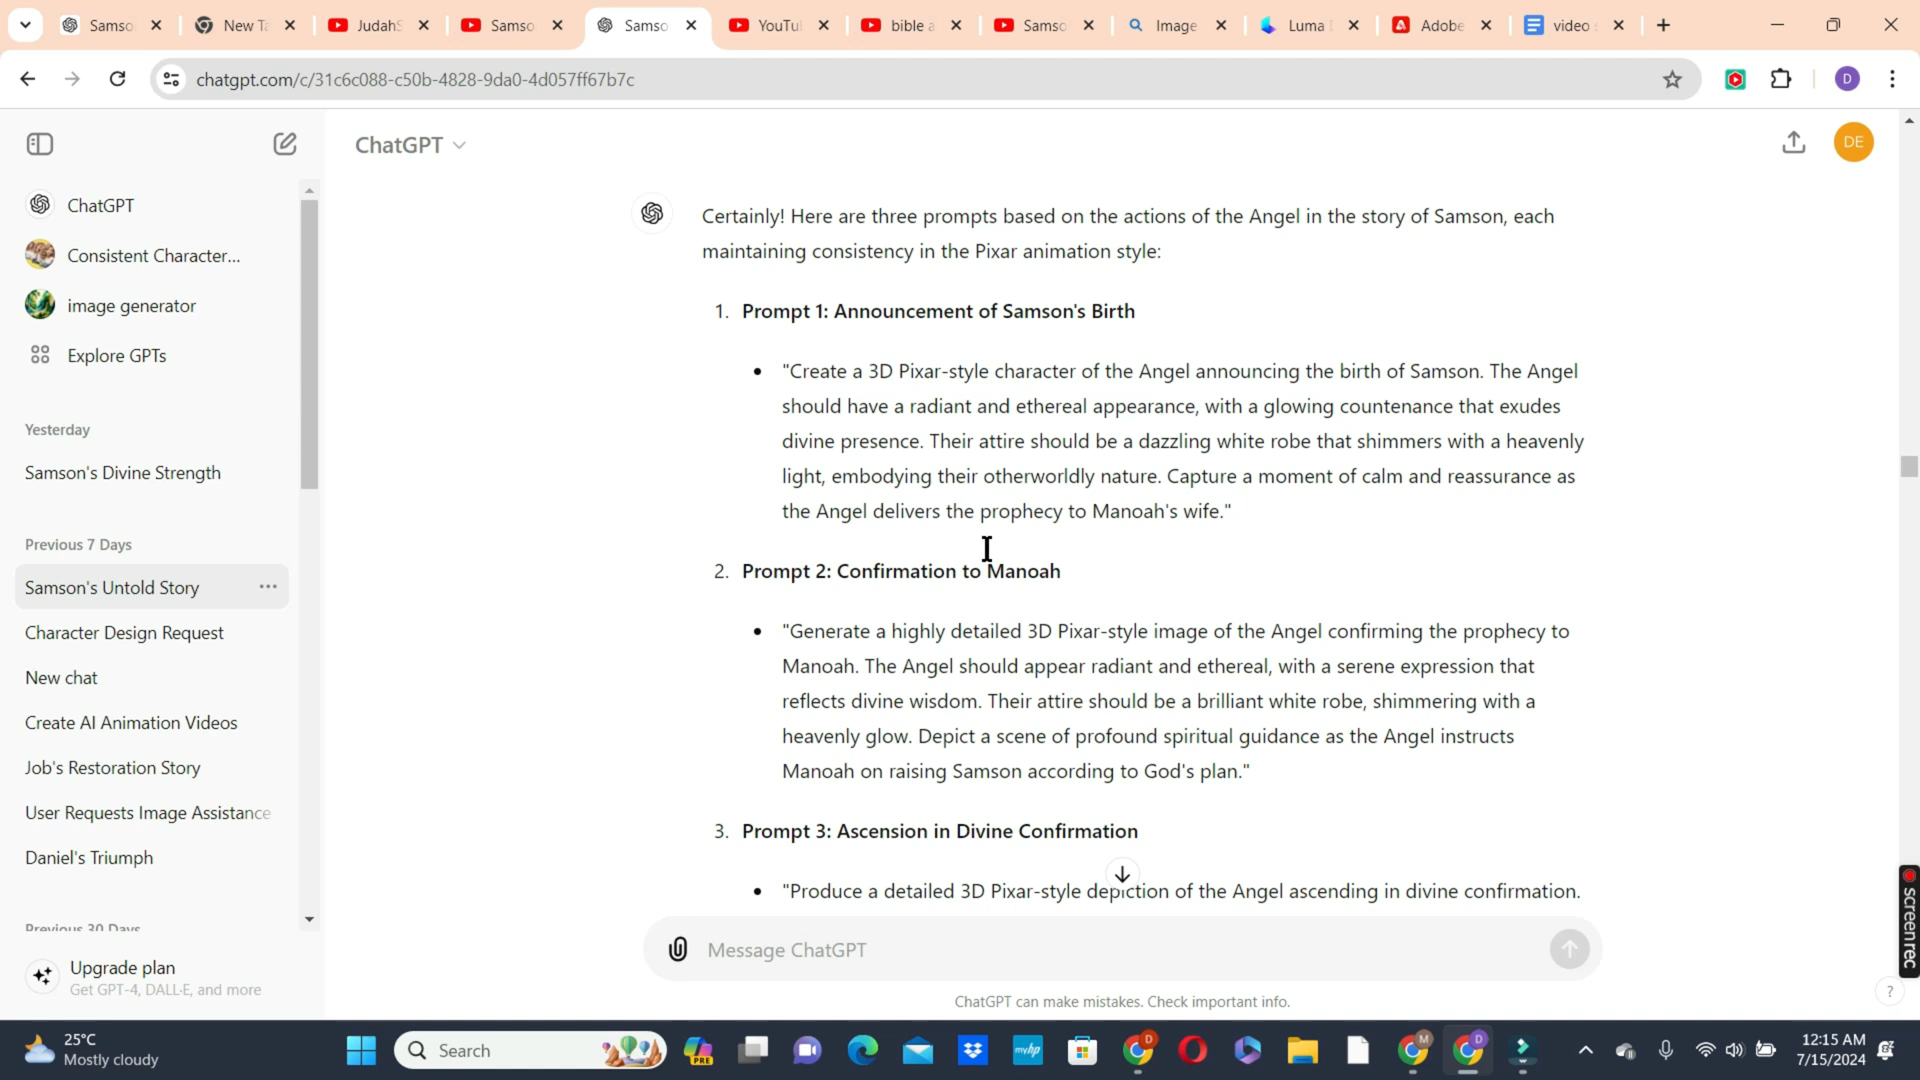 Samso
New Ta
JudahS
Samso
Samso
YouTu
bible a
Samso
Image
Luma
Adobe
video
chatgpt.com/c/31c6c088-c50b-4828-9da0-4d057ff67b7c
D
ChatGPT
DE
ChatGPT
Consistent Character...
image generator
Explore GPTs
Yesterday
Samson's Divine Strength
Previous 7 Days
Samson's Untold Story
Character Design Request
New chat
Create AI Animation Videos
Job's Restoration Story
User Requests Image Assistance
Daniel's Triumph
Previous 30 Days
Upgrade plan
Get GPT-4, DALL·E, and more
Certainly! Here are three prompts based on the actions of the Angel in the story of Samson, each
maintaining consistency in the Pixar animation style:
1. Prompt 1: Announcement of Samson's Birth
• "Create a 3D Pixar-style character of the Angel announcing the birth of Samson. The Angel
should have a radiant and ethereal appearance, with a glowing countenance that exudes
divine presence. Their attire should be a dazzling white robe that shimmers with a heavenly
light, embodying their otherworldly nature. Capture a moment of calm and reassurance as
the Angel delivers the prophecy to Manoah's wife."
2. Prompt 2: Confirmation to Manoah
• "Generate a highly detailed 3D Pixar-style image of the Angel confirming the prophecy to
Manoah. The Angel should appear radiant and ethereal, with a serene expression that
reflects divine wisdom. Their attire should be a brilliant white robe, shimmering with a
heavenly glow. Depict a scene of profound spiritual guidance as the Angel instructs
Manoah on raising Samson according to God's plan."
3. Prompt 3: Ascension in Divine Confirmation
• "Produce a detailed 3D Pixar-style depiction of the Angel ascending in divine confirmation.
Message ChatGPT
ChatGPT can make mistakes. Check important info.
?
screenrec
25°C
Mostly cloudy
Search
PRE
myhp
D
M
D
12:15 AM
7/15/2024